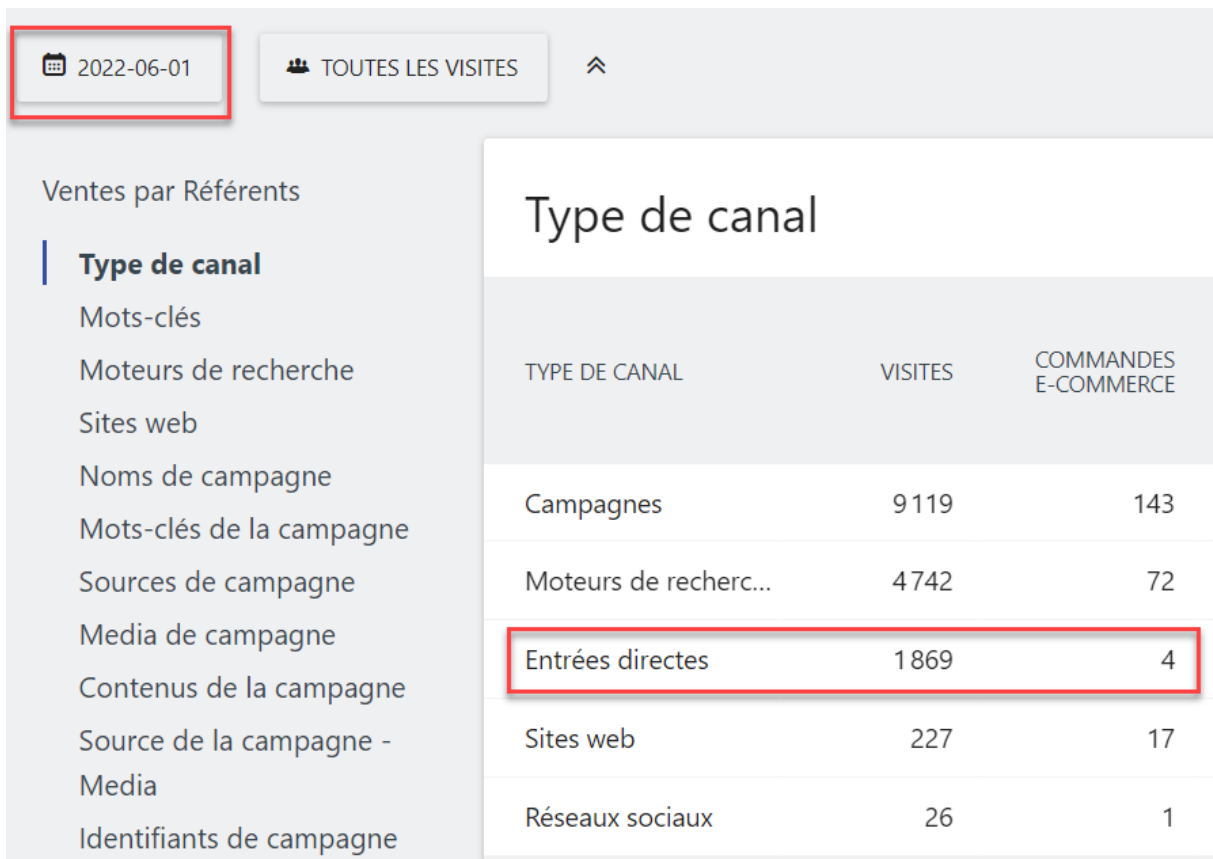 2022-06-01 TOUTES LES VISITES
Ventes par Référents
Type de canal
Mots-clés
Moteurs de recherche
Sites web
Noms de campagne
Mots-clés de la campagne
Sources de campagne
Media de campagne
Contenus de la campagne
Source de la campagne -
Media
Identifiants de campagne
Type de canal
TYPE DE CANAL VISITES COMMANDES
E-COMMERCE
Campagnes 9 119 143
Moteurs de recherc... 4 742 72
Entrées directes 1 869 4
Sites web 227 17
Réseaux sociaux 26 1